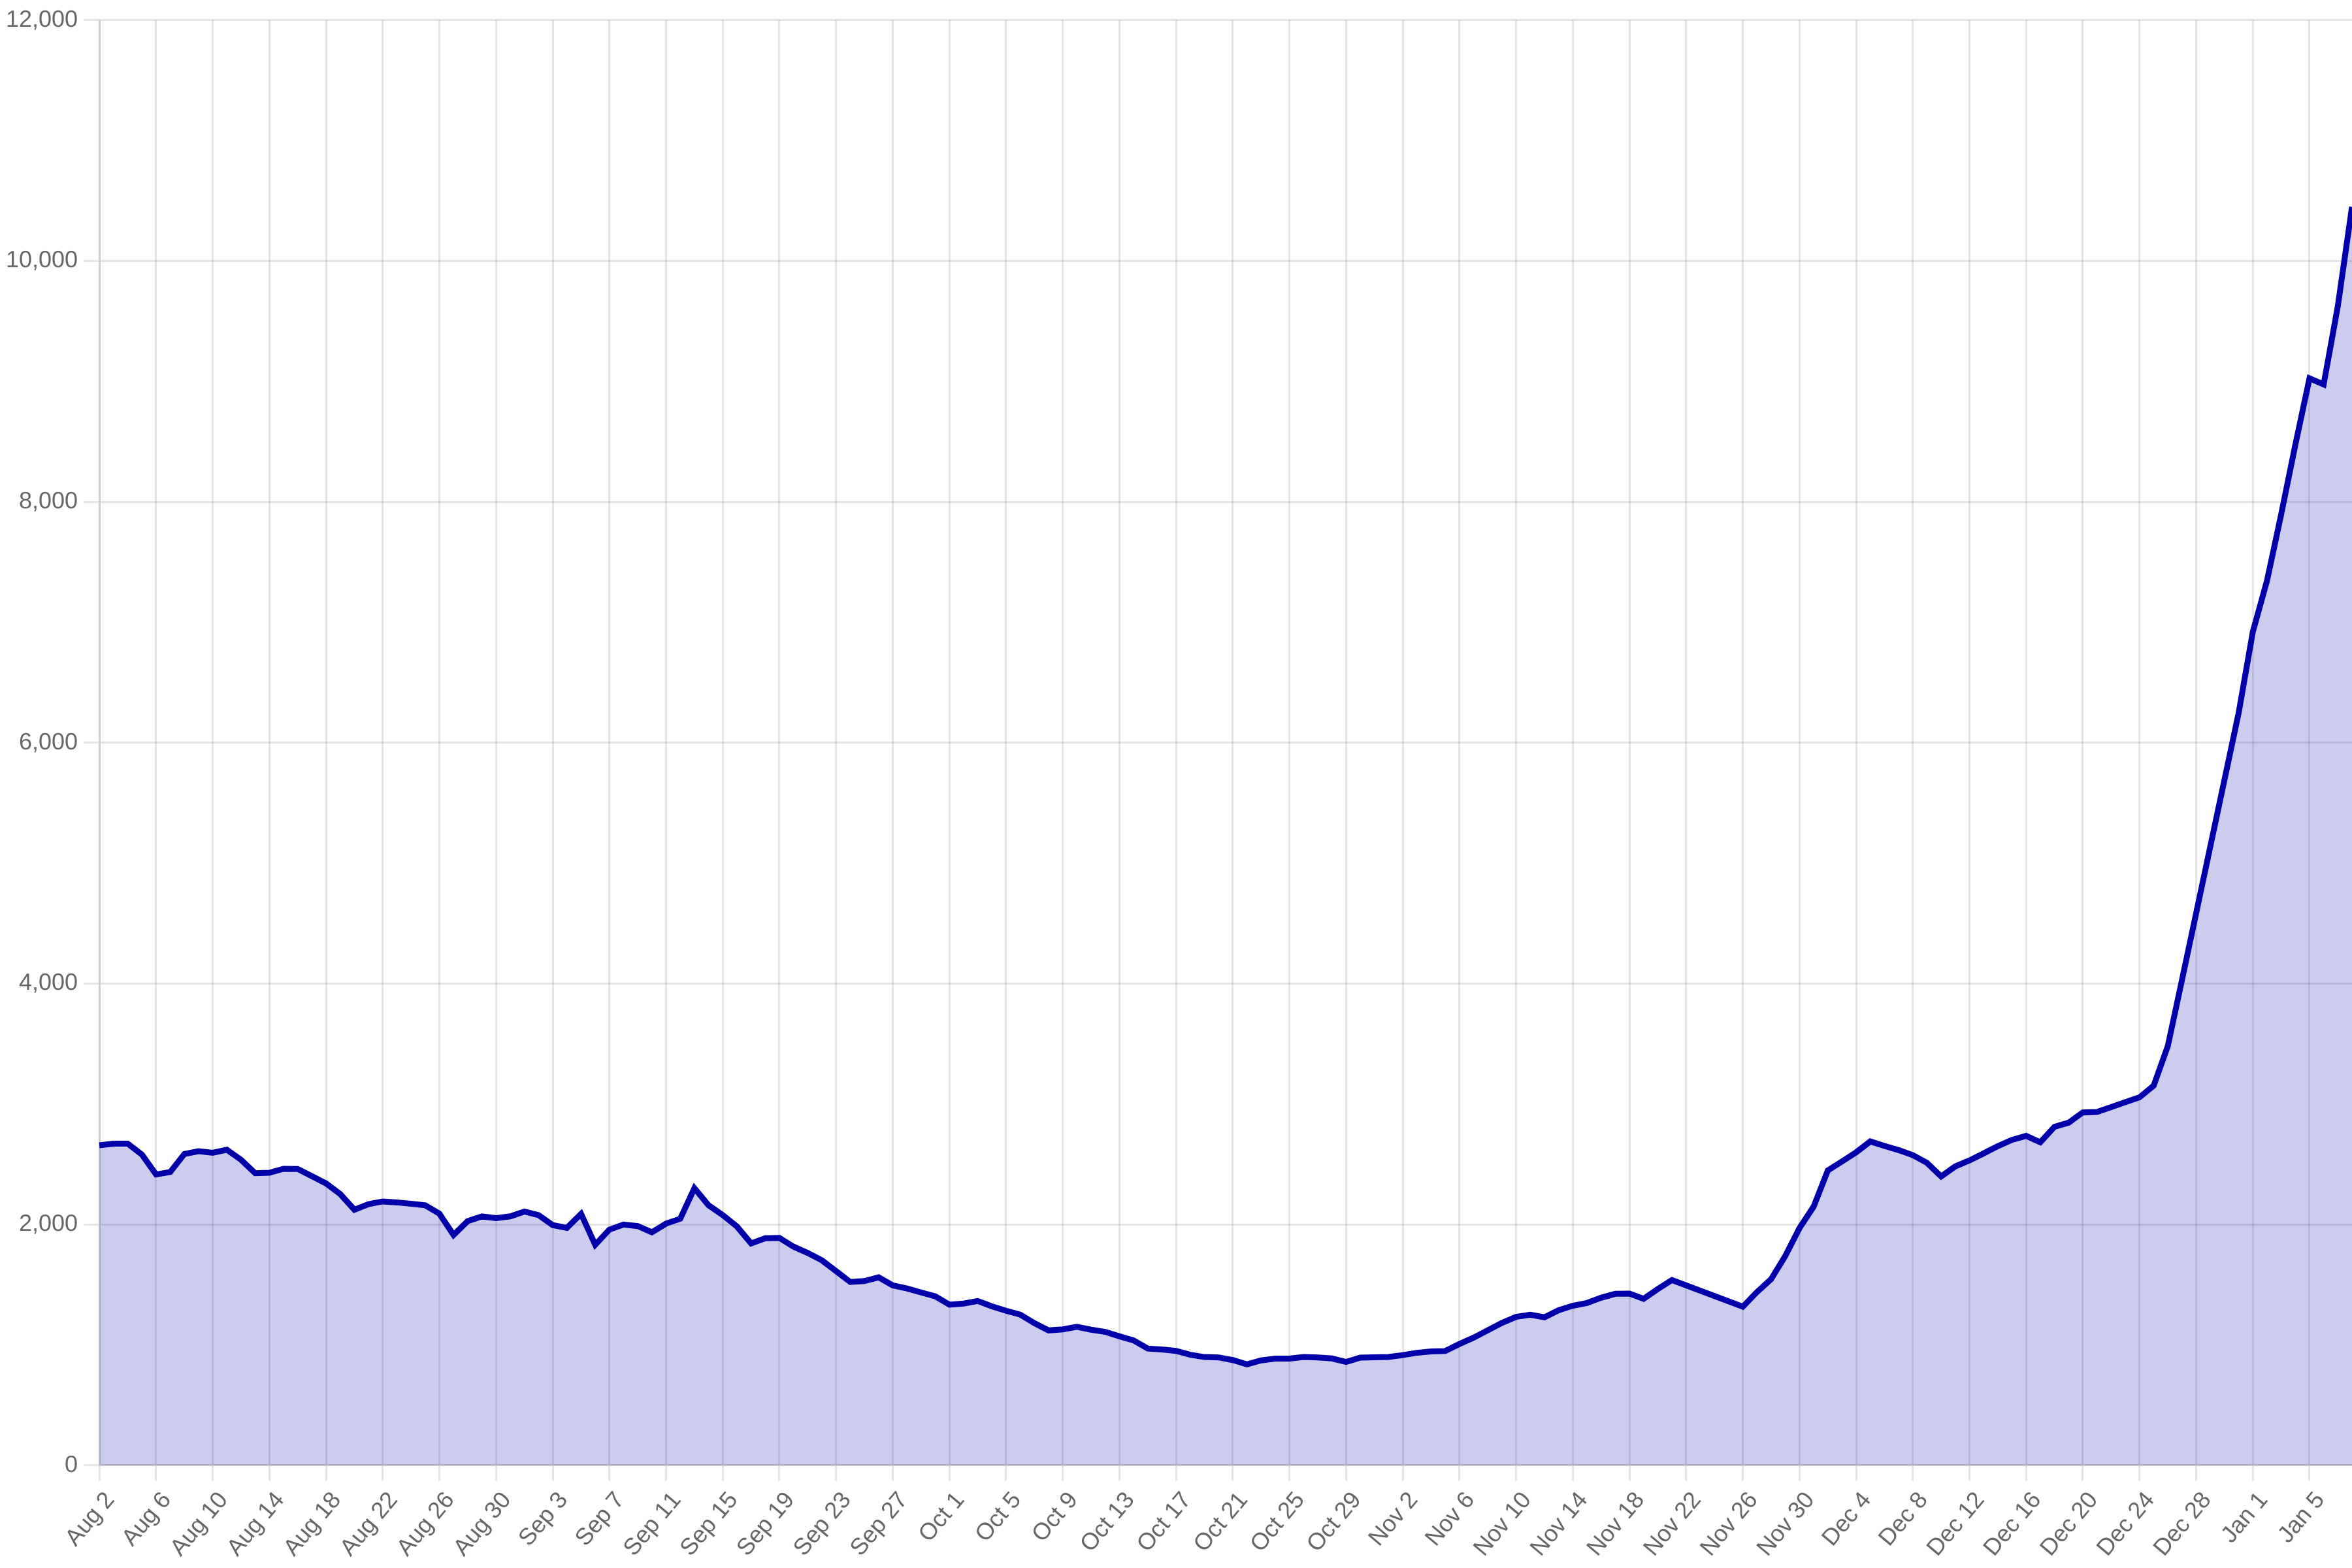 12,000
10,000
8,000
6,000
4,000
2,000
0
Aug 2
Aug 6
Aug 10
Aug 14
Aug 18
Aug 22
Aug 26
Aug 30
Sep 3
Sep 7
Sep 11
Sep 15
Sep 19
Sep 23
Sep 27
Oct 1
Oct 5
Oct 9
Oct 13
Oct 17
Oct 21
Oct 25
Oct 29
Nov 2
Nov 6
Nov 10
Nov 14
Nov 18
Nov 22
Nov 26
Nov 30
Dec 4
Dec 8
Dec 12
Dec 16
Dec 20
Dec 24
Dec 28
Jan 1
Jan 5